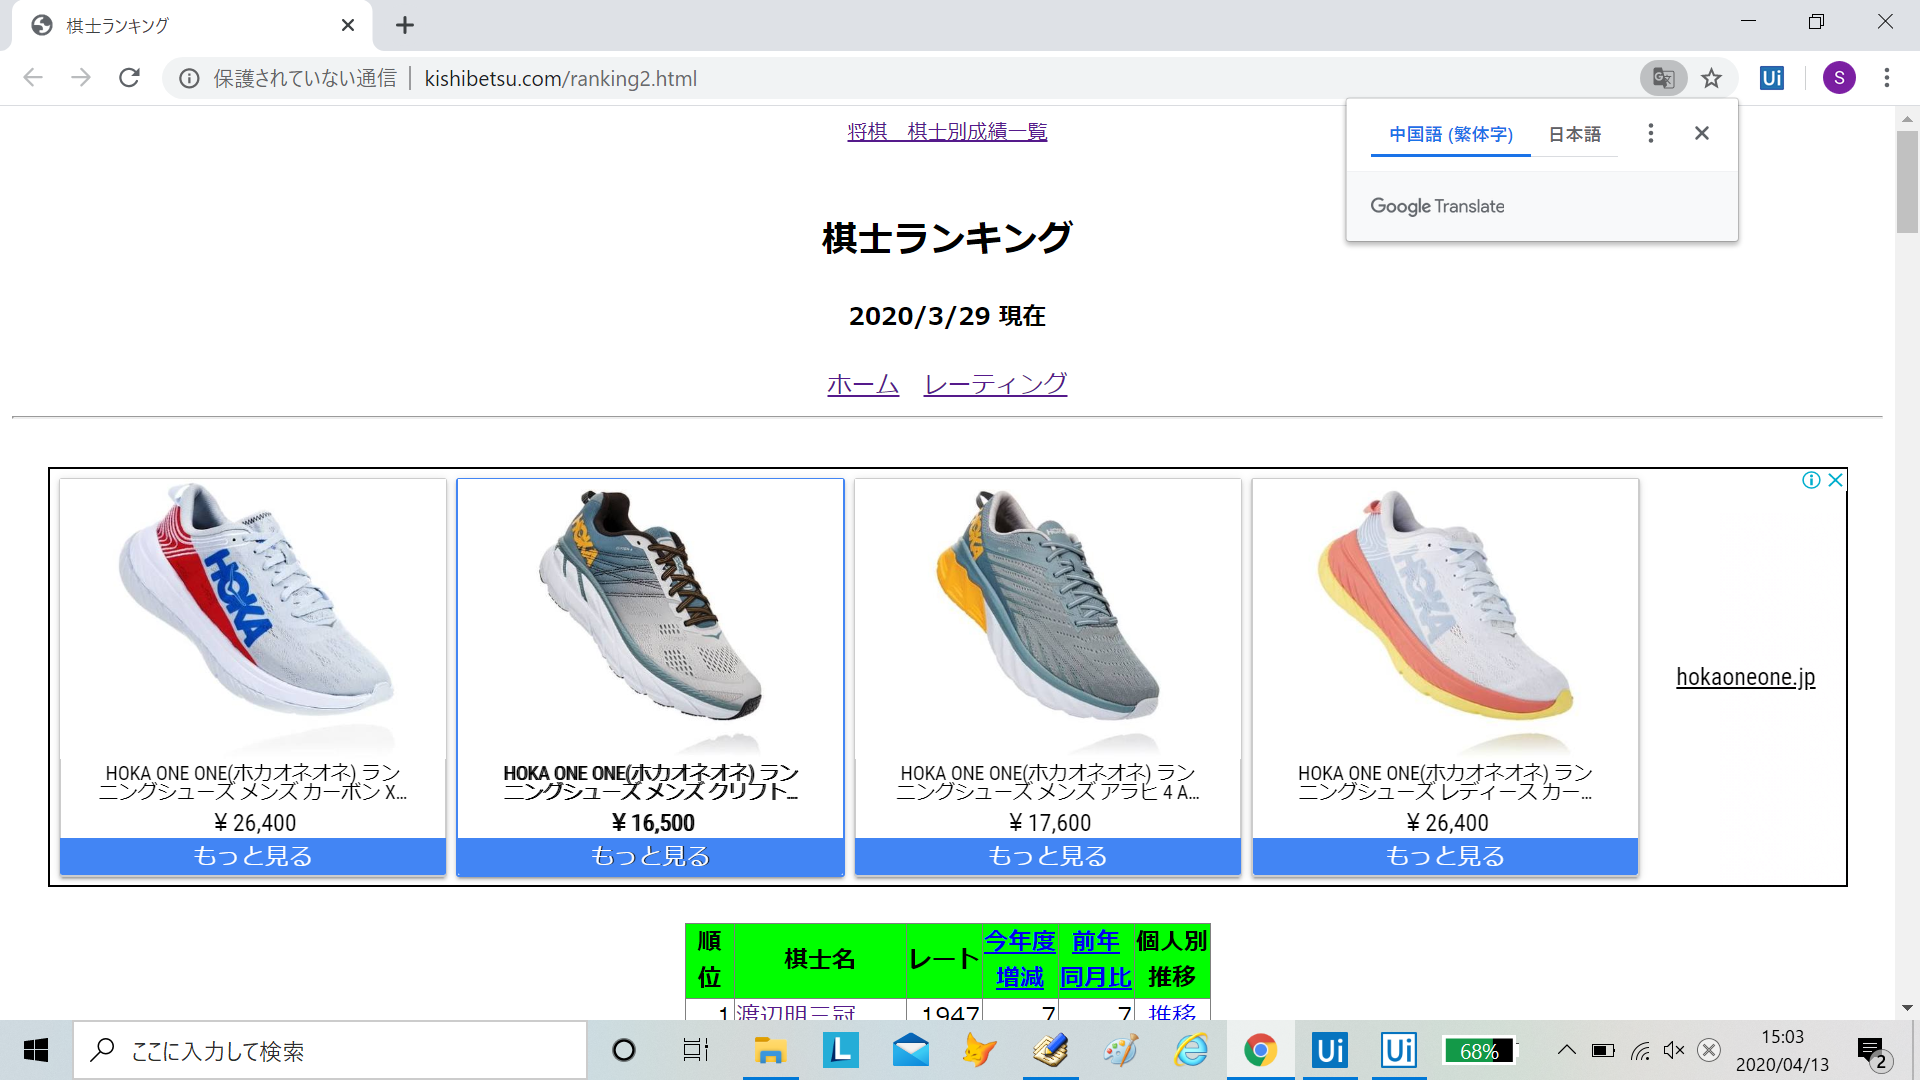 棋士ランキング
保護されていない通信 | kishibetsu.com/ranking2.html
Ui
S
中国語 (繁体字) 日本語
Google Translate
将棋　棋士別成績一覧
棋士ランキング
2020/3/29 現在
ホーム　レーティング
hokaoneone.jp
HOKA
HOKA ONE ONE(ホカオネオネ) ラン
ニングシューズ メンズ カーボン X...
¥ 26,400
もっと見る
HOKA
HOKA ONE ONE(ホカオネオネ) ラン
ニングシューズ メンズ クリフト...
¥ 16,500
もっと見る
HOKA
HOKA
HOKA ONE ONE(ホカオネオネ) ラン
ニングシューズ メンズ アラヒ 4 A...
¥ 17,600
もっと見る
HOKA
HOKA ONE ONE(ホカオネオネ) ラン
ニングシューズ レディース カー...
¥ 26,400
もっと見る
順位 棋士名 レート 今年度増減 前年同月比 個人別推移
1 渡辺明三冠 1947 7 7 推移
ここに入力して検索
L
Ui
Ui
68%
15:03
2020/04/13
2